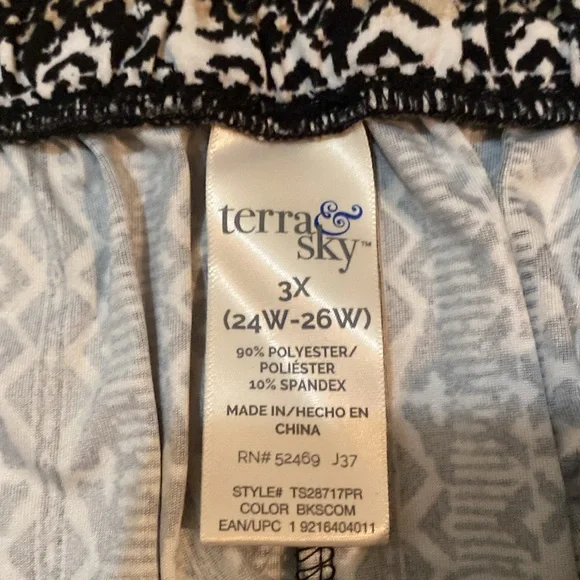 terra&
sky™
3X
(24W-26W)
90% POLYESTER/
POLIÉSTER
10% SPANDEX
MADE IN/HECHO EN
CHINA
RN# 52469 J37
STYLE# TS28717PR
COLOR BKSCOM
EAN/UPC 1 9216404011